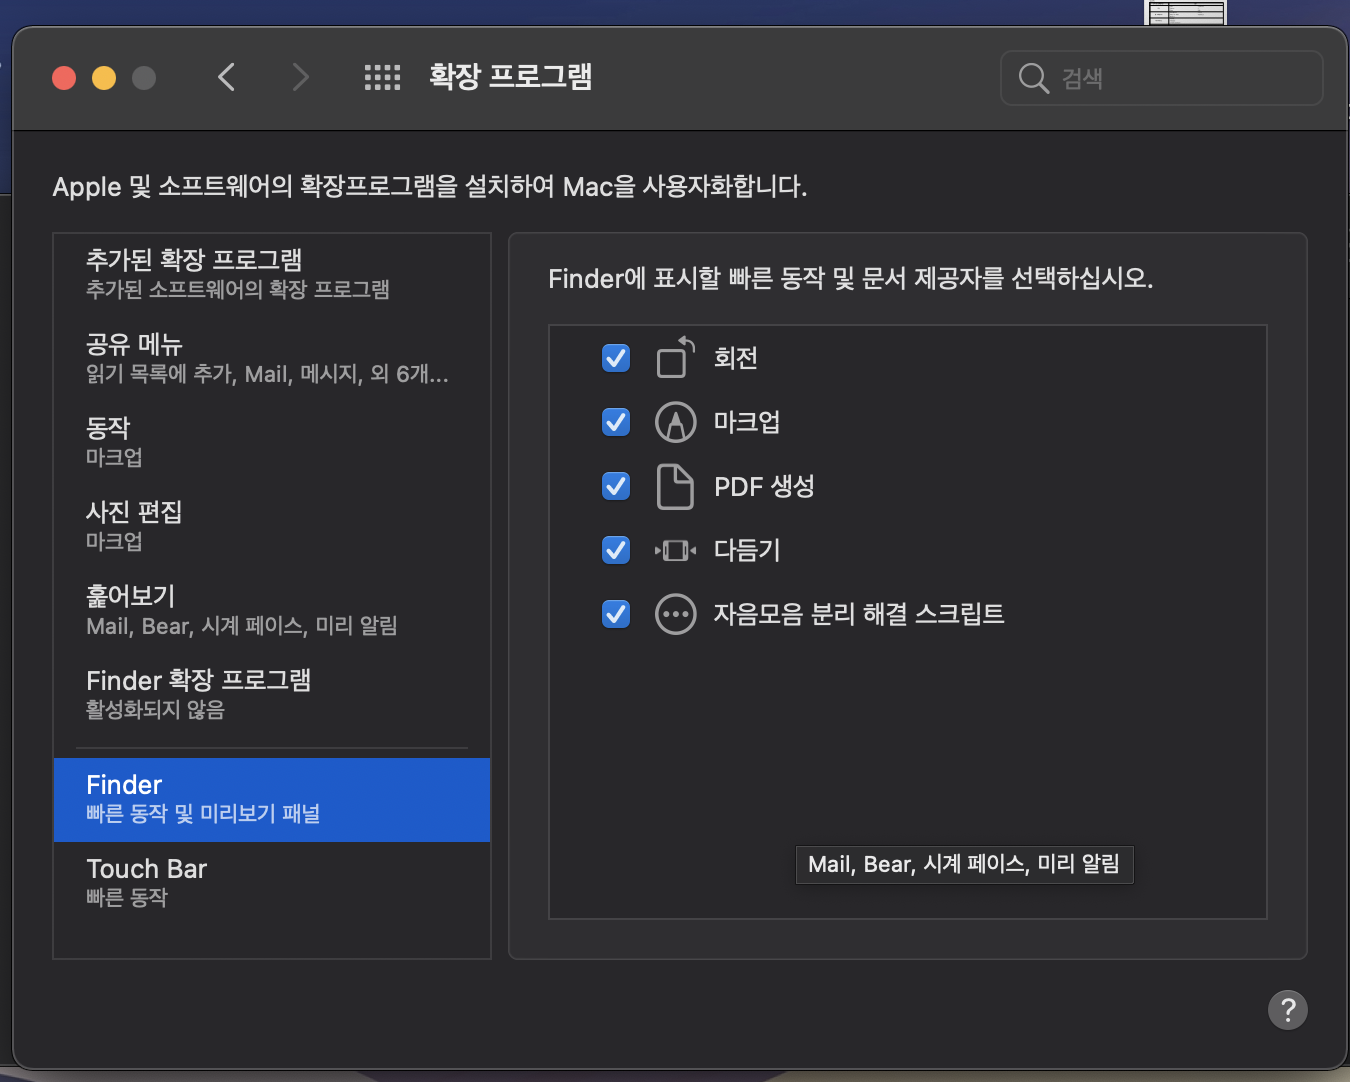 확장 프로그램
검색
Apple 및 소프트웨어의 확장프로그램을 설치하여 Mac을 사용자화합니다.
추가된 확장 프로그램
추가된 소프트웨어의 확장 프로그램
공유 메뉴
읽기 목록에 추가, Mail, 메시지, 외 6개...
동작
마크업
사진 편집
마크업
훑어보기
Mail, Bear, 시계 페이스, 미리 알림
Finder 확장 프로그램
활성화되지 않음
Finder
빠른 동작 및 미리보기 패널
Touch Bar
빠른 동작
Finder에 표시할 빠른 동작 및 문서 제공자를 선택하십시오.
회전
마크업
PDF 생성
다듬기
자음모음 분리 해결 스크립트
Mail, Bear, 시계 페이스, 미리 알림
?